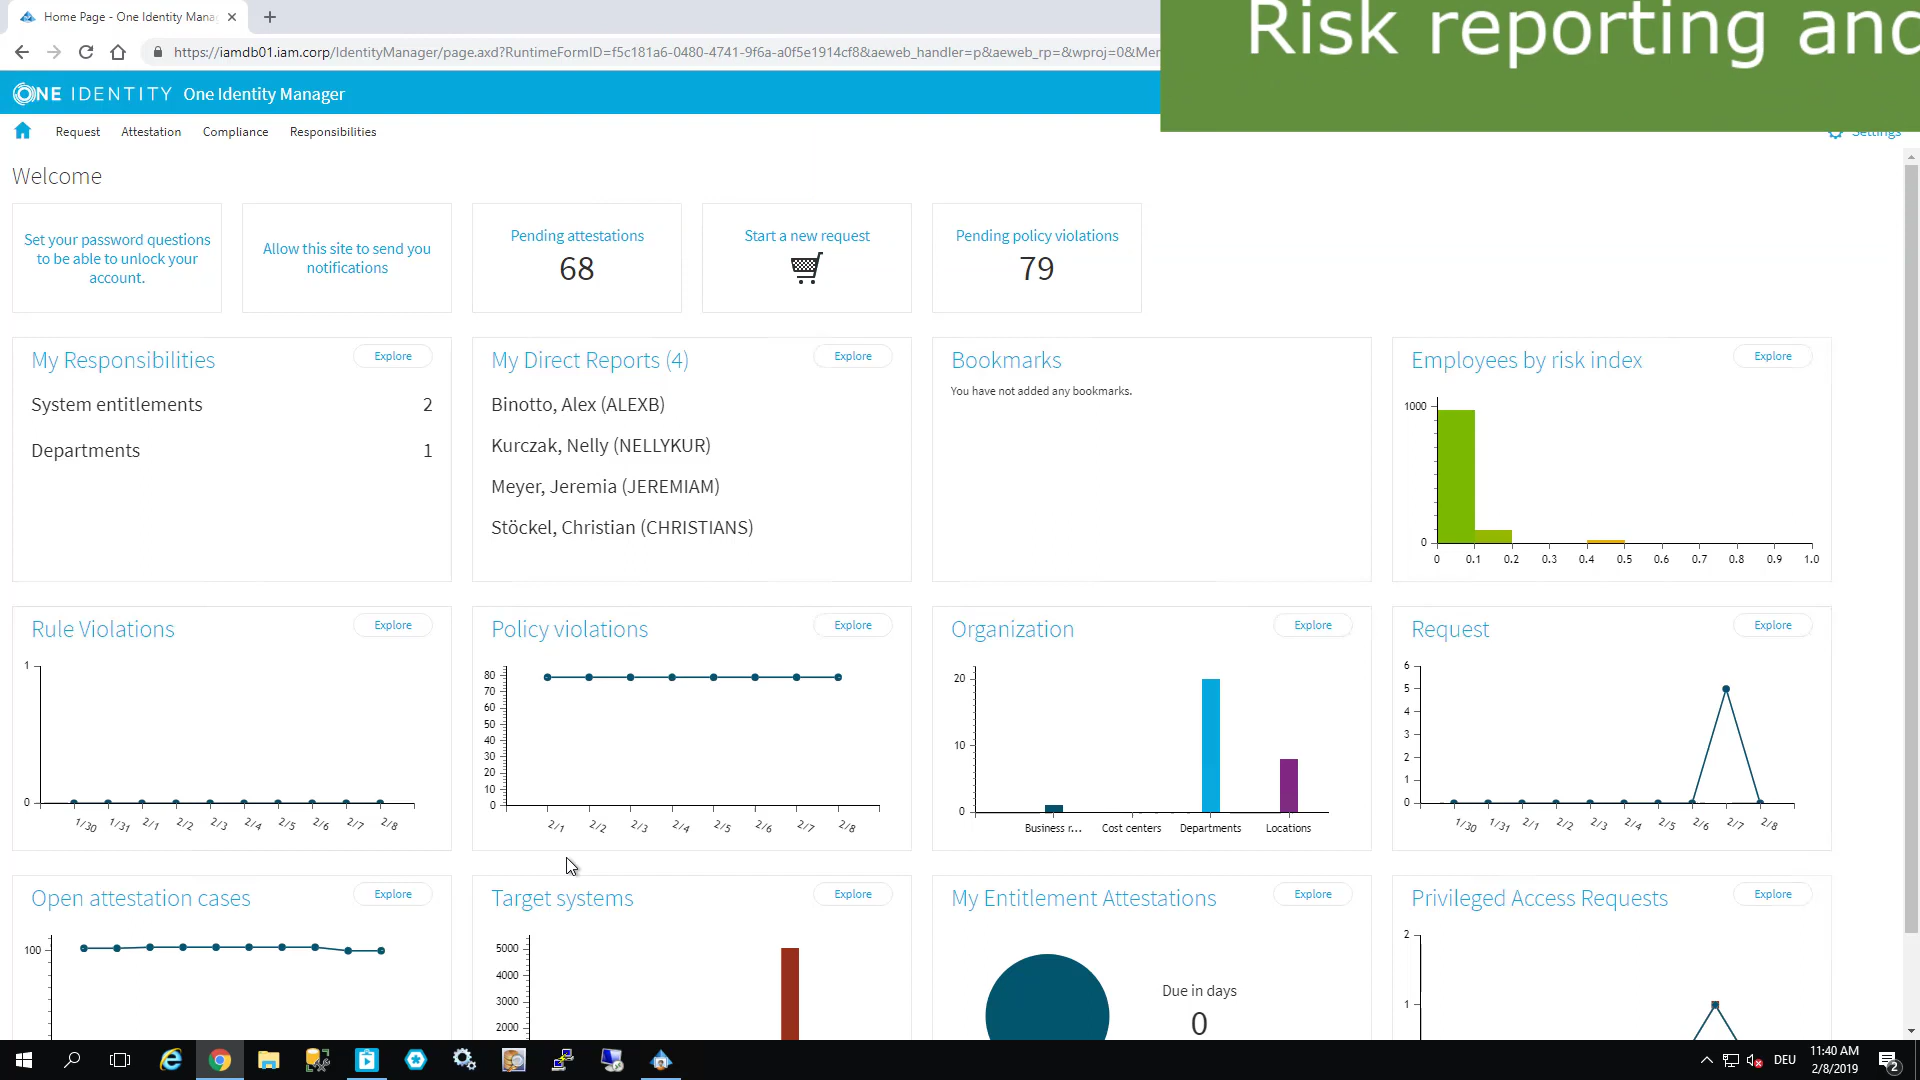 Home Page - One Identity Mana
Risk reporting and
https://iamdb01.iam.corp/IdentityManager/page.axd?RuntimeFormID=f5c181a6-0480-4741-9f6a-a0f5e1914cf8&aeweb_handler=p&aeweb_rp=&wproj=0&Mer
ONE IDENTITY One Identity Manager
Request Attestation Compliance Responsibilities
Settings
Welcome
Set your password questions
to be able to unlock your
account.
Allow this site to send you
notifications
Pending attestations
68
Start a new request
Pending policy violations
79
My Responsibilities Explore
System entitlements 2
Departments 1
My Direct Reports (4) Explore
Binotto, Alex (ALEXB)
Kurczak, Nelly (NELLYKUR)
Meyer, Jeremia (JEREMIAM)
Stöckel, Christian (CHRISTIANS)
Bookmarks
You have not added any bookmarks.
Employees by risk index Explore
1000
0
0 0.1 0.2 0.3 0.4 0.5 0.6 0.7 0.8 0.9 1.0
Rule Violations Explore
1
0
1/30 1/31 2/1 2/2 2/3 2/4 2/5 2/6 2/7 2/8
Policy violations Explore
80
70
60
50
40
30
20
10
0
2/1 2/2 2/3 2/4 2/5 2/6 2/7 2/8
Organization Explore
20
10
0
Business r... Cost centers Departments Locations
Request Explore
6
5
4
3
2
1
0
1/30 1/31 2/1 2/2 2/3 2/4 2/5 2/6 2/7 2/8
Open attestation cases Explore
100
Target systems Explore
5000
4000
3000
2000
My Entitlement Attestations Explore
Due in days
0
Privileged Access Requests Explore
2
1
DEU
11:40 AM
2/8/2019
2